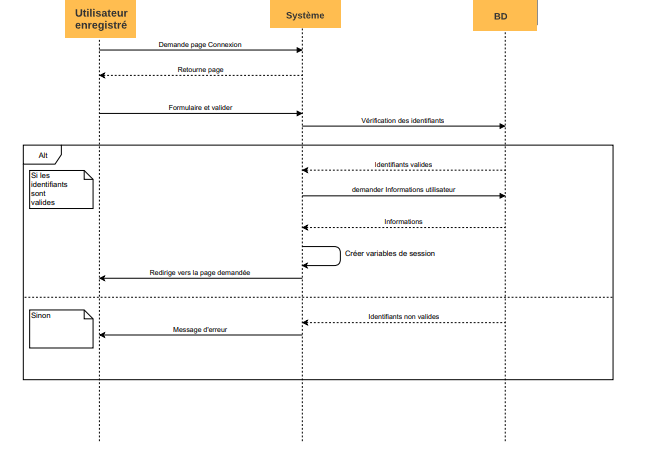 Utilisateur
enregistré
Système
BD
Demande page Connexion
Retourne page
Formulaire et valider
Vérification des identifiants
Alt
Identifiants valides
Si les
identifiants
sont
valides
demander Informations utilisateur
Informations
Créer variables de session
Redirige vers la page demandée
Sinon
Identifiants non valides
Message d'erreur